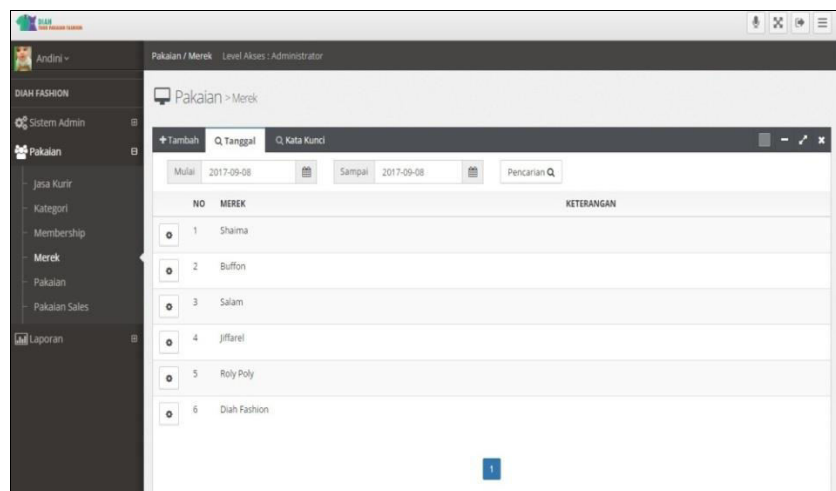 DIAH
Andini
Pakaian / Merek Level Akses : Administrator
DIAH FASHION
Pakaian > Merek
Sistem Admin
Pakaian
Jasa Kurir
Kategori
Membership
Merek
Pakaian
Pakaian Sales
Laporan
+Tambah Tanggal Kata Kunci
Mulai 2017-09-08 Sampai 2017-09-08 Pencarian
NO MEREK KETERANGAN
1 Shaima
2 Buffon
3 Salam
4 Jiffarel
5 Roly Poly
6 Diah Fashion
1